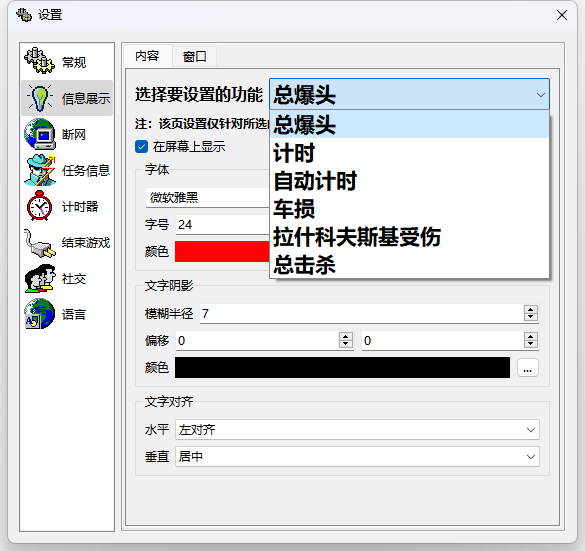 设置
常规
信息展示
断网
任务信息
计时器
结束游戏
社交
语言
内容 窗口
选择要设置的功能 总爆头
总爆头
计时
自动计时
车损
拉什科夫斯基受伤
总击杀
注：该页设置仅针对所选
在屏幕上显示
字体
微软雅黑
字号 24
颜色
文字阴影
模糊半径 7
偏移 0 0
颜色 ...
文字对齐
水平 左对齐
垂直 居中